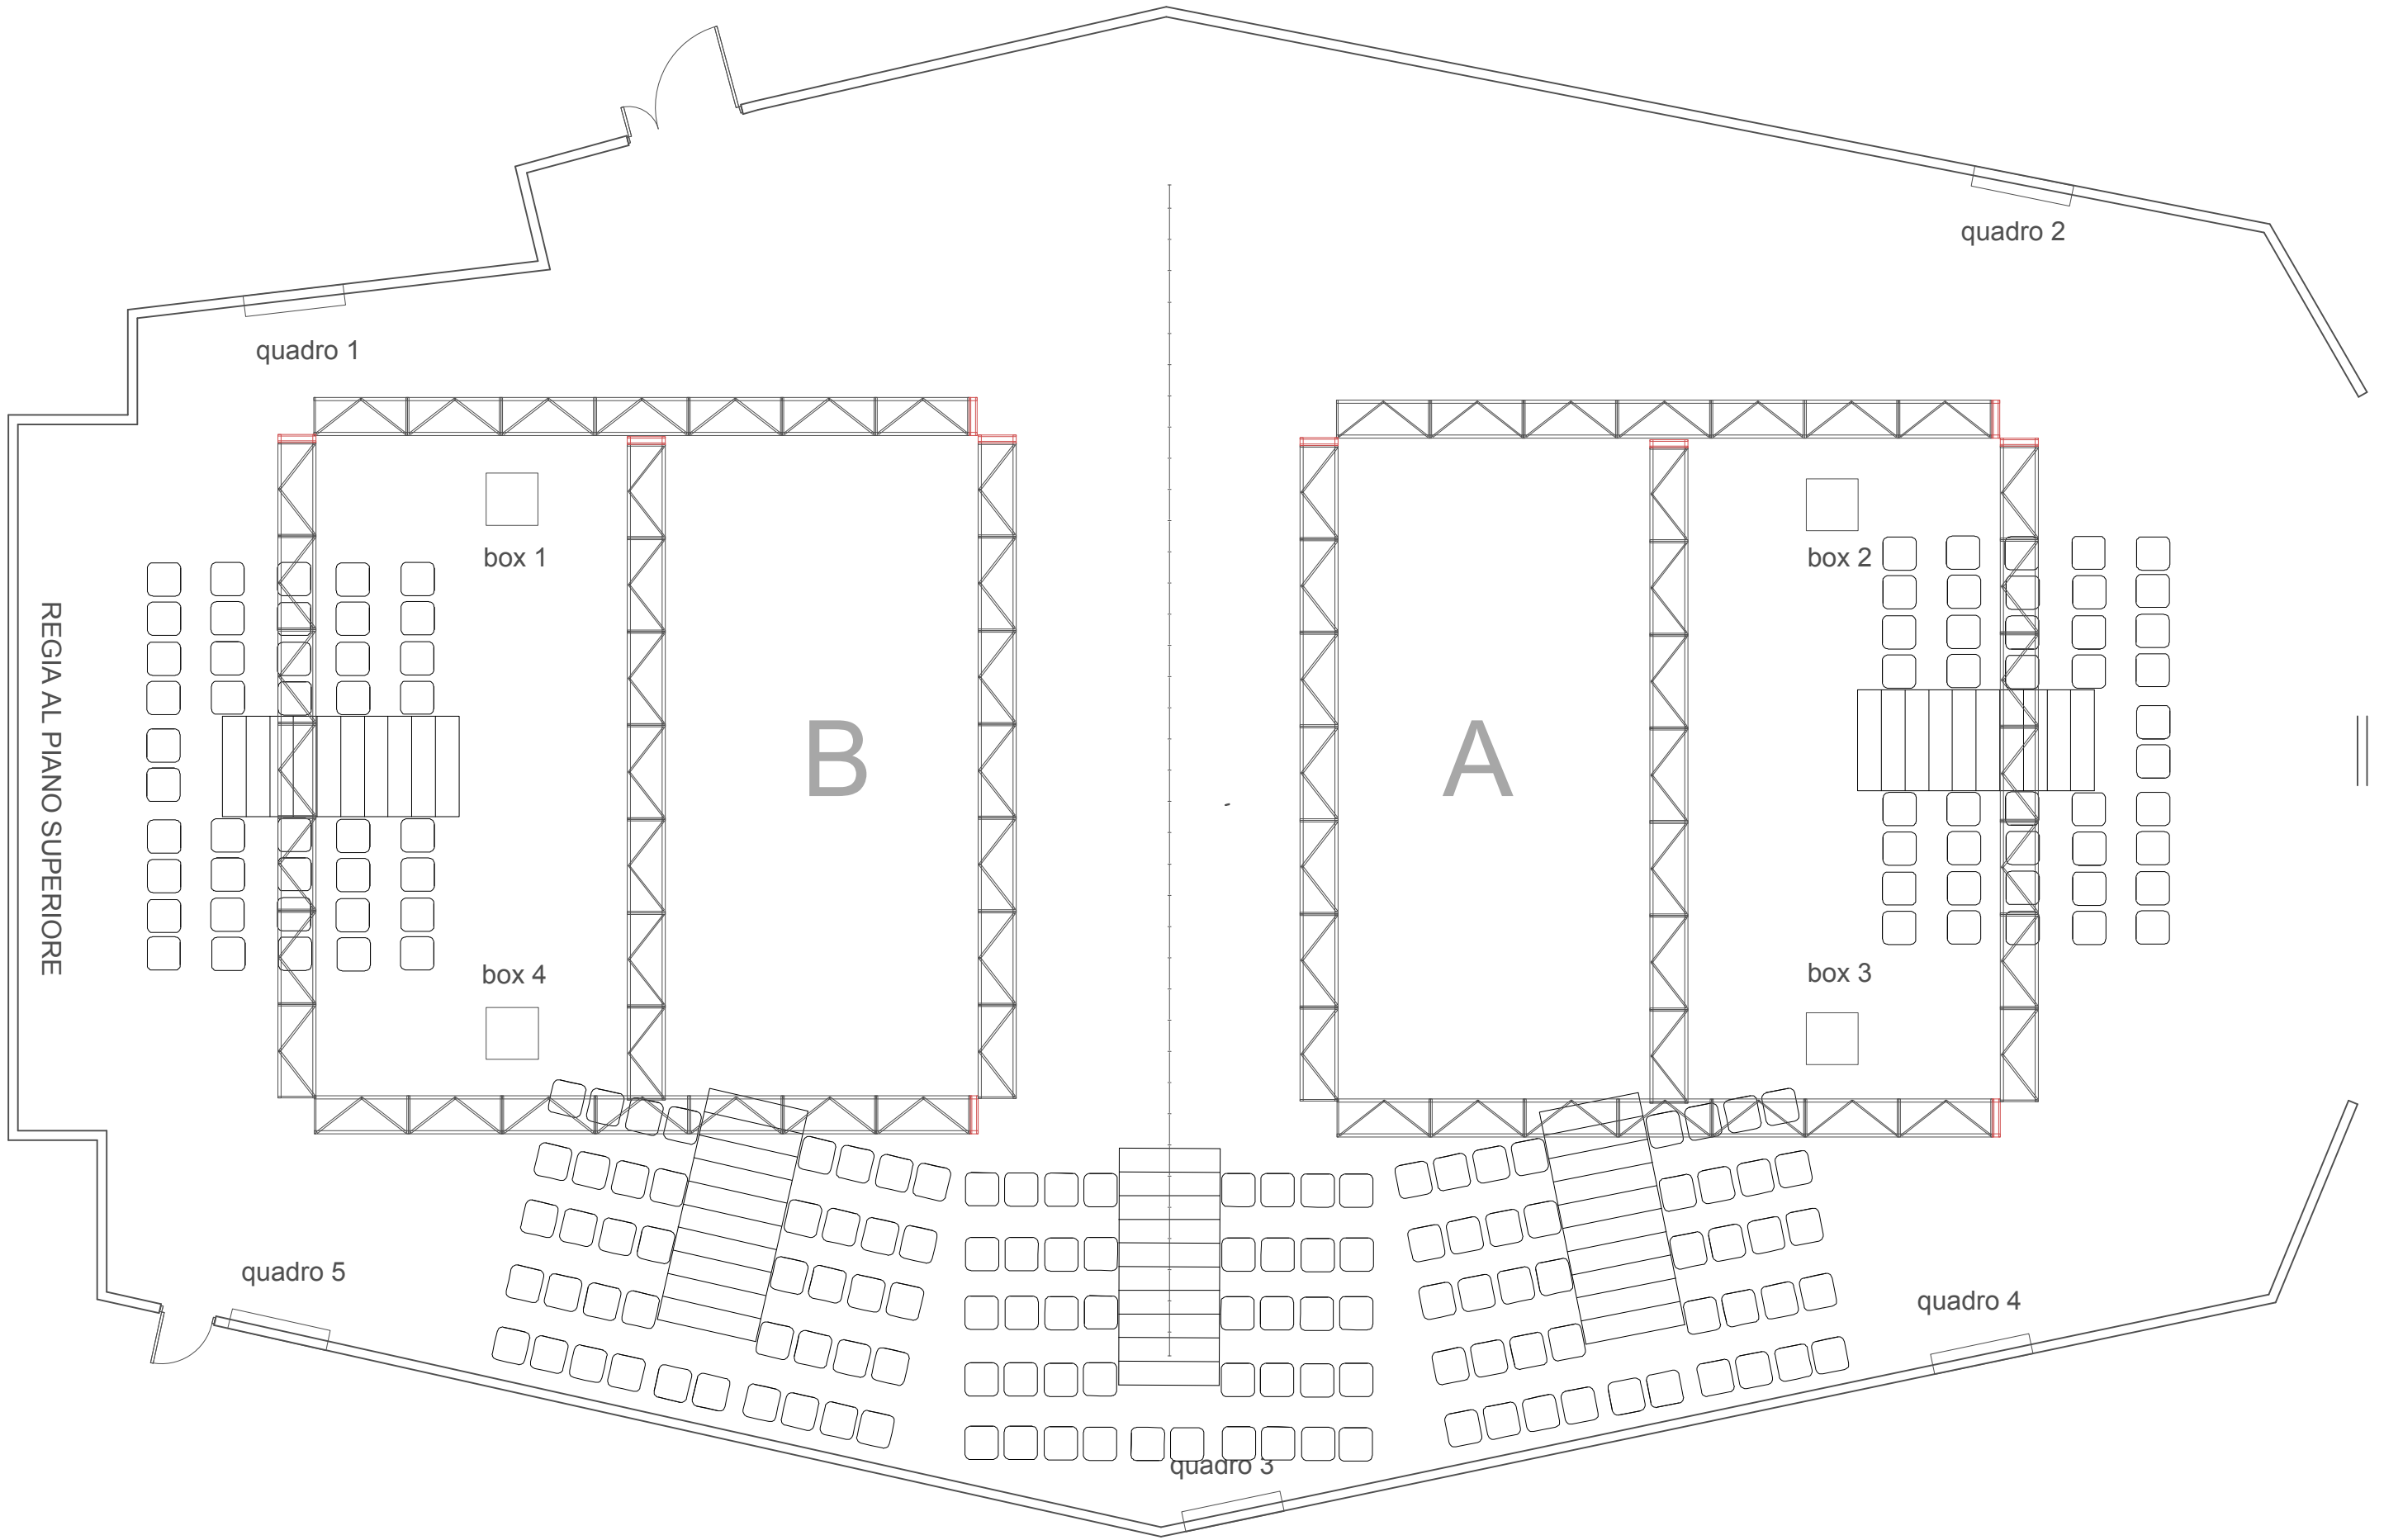 quadro 2
quadro 1
box 1
box 2
REGIA AL PIANO SUPERIORE
B
A
box 4
box 3
quadro 5
quadro 4
quadro 3